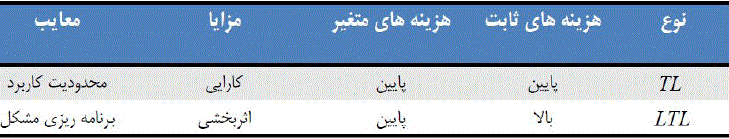 نوع هزینه های ثابت هزینه های متغیر مزایا معایب
TL پایین پایین کارایی محدودیت کاربرد
LTL بالا پایین اثربخشی برنامه ریزی مشکل